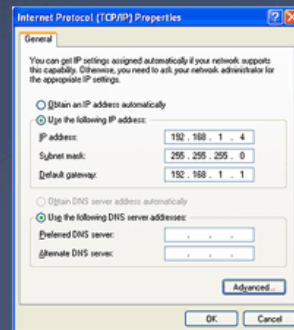 Internet Protocol (TCP/IP) Properties
General
You can get IP settings assigned automatically if your network supports
this capability. Otherwise, you need to ask your network administrator for
the appropriate IP settings.
Obtain an IP address automatically
Use the following IP address:
IP address: 192 . 168 . 1 . 4
Subnet mask: 255 . 255 . 255 . 0
Default gateway: 192 . 168 . 1 . 1
Obtain DNS server address automatically
Use the following DNS server addresses:
Preferred DNS server: . . .
Alternate DNS server: . . .
Advanced...
OK Cancel